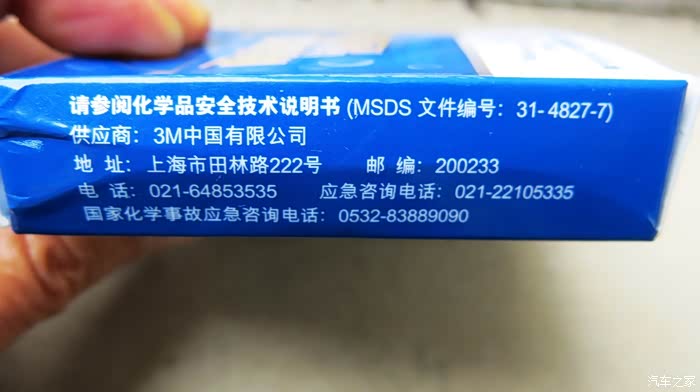 请参阅化学品安全技术说明书 (MSDS 文件编号：31-4827-7)
供应商：3M中国有限公司
地 址：上海市田林路222号 邮 编：200233
电 话：021-64853535 应急咨询电话：021-22105335
国家化学事故应急咨询电话：0532-83889090
汽车之家